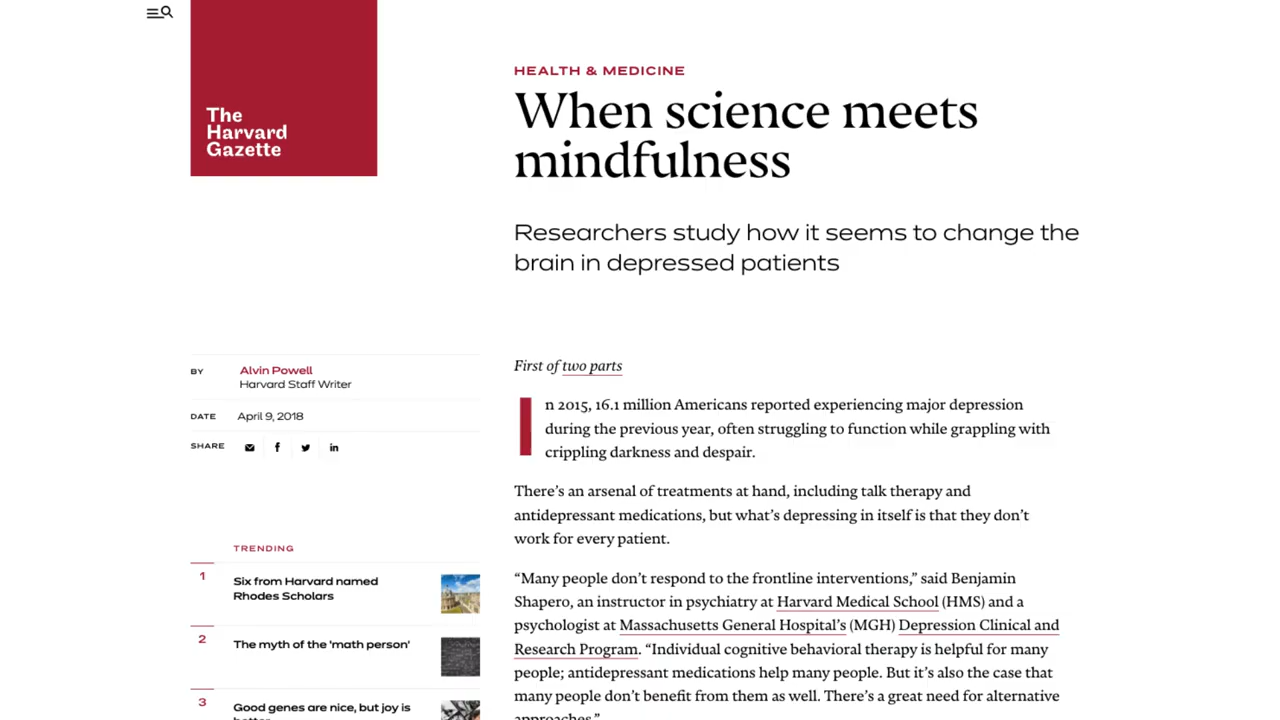 The
Harvard
Gazette
HEALTH & MEDICINE
When science meets
mindfulness
Researchers study how it seems to change the
brain in depressed patients
BY Alvin Powell
Harvard Staff Writer
DATE April 9, 2018
SHARE
TRENDING
1 Six from Harvard named
Rhodes Scholars
2 The myth of the 'math person'
3 Good genes are nice, but joy is
better
First of two parts
In 2015, 16.1 million Americans reported experiencing major depression
during the previous year, often struggling to function while grappling with
crippling darkness and despair.
There’s an arsenal of treatments at hand, including talk therapy and
antidepressant medications, but what’s depressing in itself is that they don’t
work for every patient.
“Many people don’t respond to the frontline interventions,” said Benjamin
Shapero, an instructor in psychiatry at Harvard Medical School (HMS) and a
psychologist at Massachusetts General Hospital’s (MGH) Depression Clinical and
Research Program. “Individual cognitive behavioral therapy is helpful for many
people; antidepressant medications help many people. But it’s also the case that
many people don’t benefit from them as well. There’s a great need for alternative
approaches.”